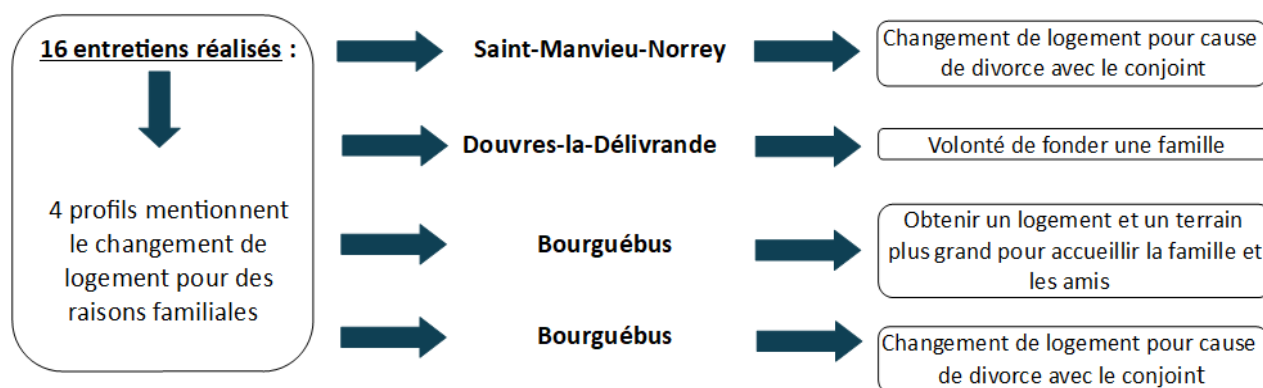 16 entretiens réalisés :
4 profils mentionnent
le changement de
logement pour des
raisons familiales
Saint-Manvieu-Norrey
Changement de logement pour cause
de divorce avec le conjoint
Douvres-la-Délivrande
Volonté de fonder une famille
Bourguébus
Obtenir un logement et un terrain
plus grand pour accueillir la famille et
les amis
Bourguébus
Changement de logement pour cause
de divorce avec le conjoint